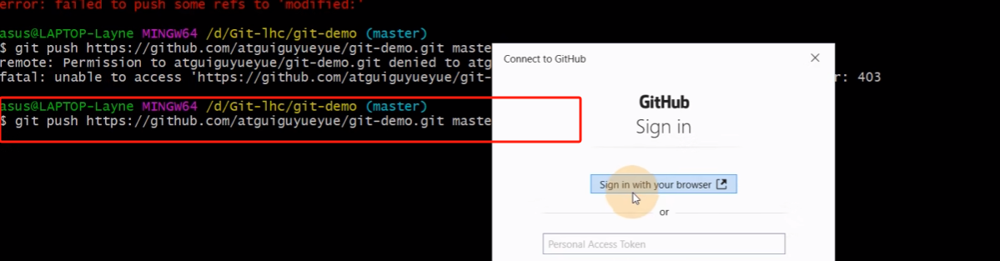 error: failed to push some refs to 'modified:'
asus@LAPTOP-Layne MINGW64 /d/Git-lhc/git-demo (master)
$ git push https://github.com/atguiguyueyue/git-demo.git maste
remote: Permission to atguiguyueyue/git-demo.git denied to atg
fatal: unable to access 'https://github.com/atguiguyueyue/git- r: 403
asus@LAPTOP-Layne MINGW64 /d/Git-lhc/git-demo (master)
$ git push https://github.com/atguiguyueyue/git-demo.git maste
Connect to GitHub
GitHub
Sign in
Sign in with your browser
or
Personal Access Token